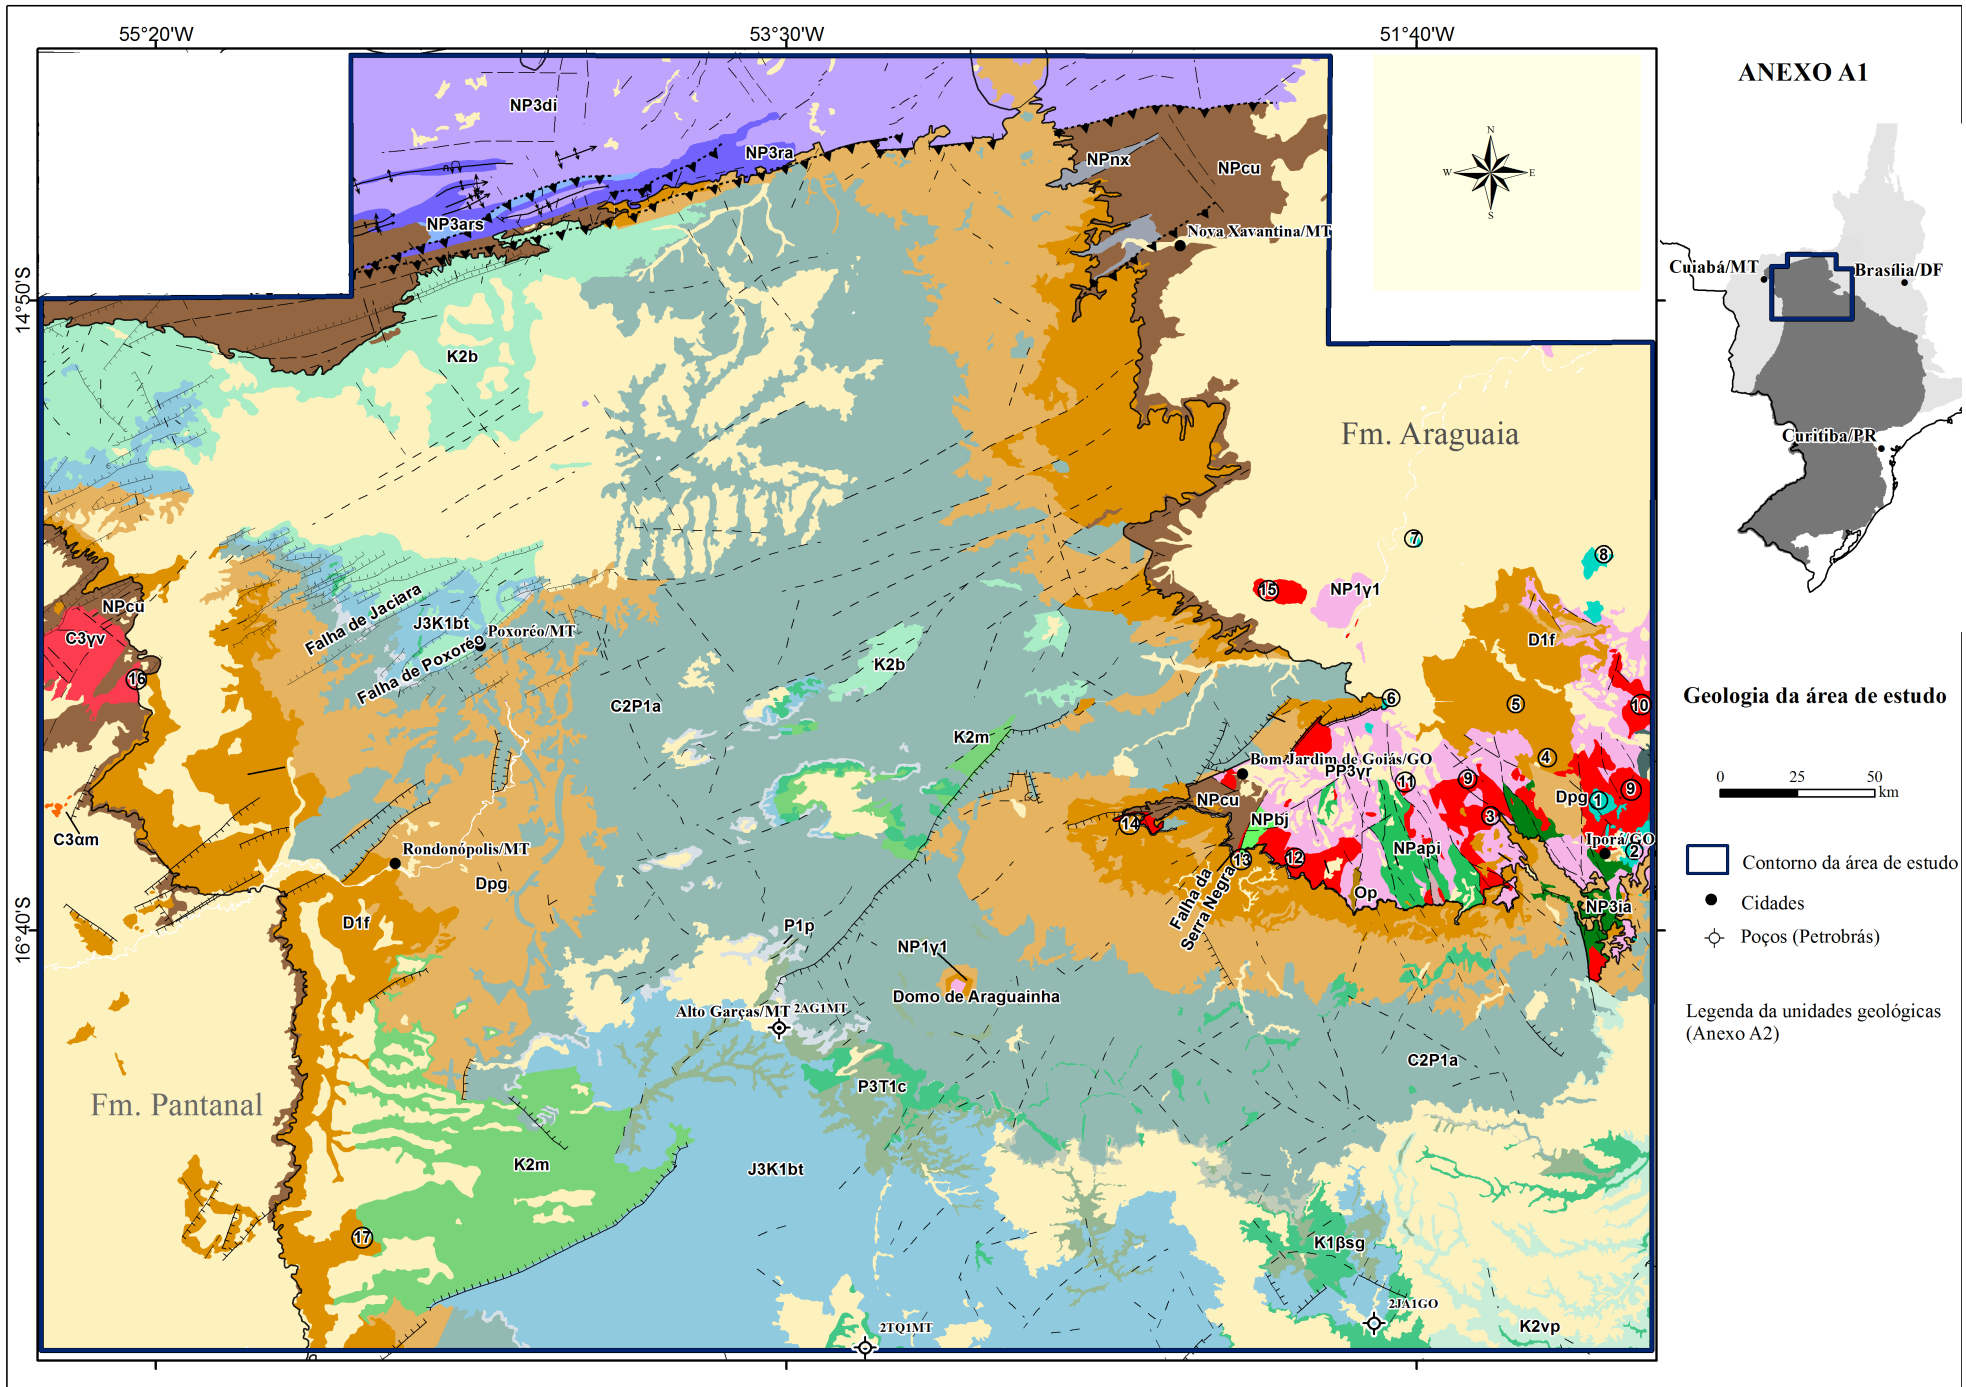 55°20'W
53°30'W
51°40'W
ANEXO A1
NP3di
NP3ra
NPnx
NPcu
N
W
E
S
NP3ars
Nova Xavantina/MT
Cuiabá/MT
Brasília/DF
14°50'S
K2b
Fm. Araguaia
Curitiba/PR
7
8
15
NP1γ1
NPcu
Falha de Jaciara
J3K1bt
Poxoréo/MT
C3γv
D1f
Falha de Poxoréo
K2b
16
Geologia da área de estudo
C2P1a
6
5
10
K2m
Bom Jardim de Goiás/GO
4
PP3γr
11
9
9
0
25
50
km
NPcu
Dpg
1
C3αm
14
NPbj
3
Iporá/GO
Rondonópolis/MT
NPapi
2
13
12
Contorno da área de estudo
Dpg
Falha da
Serra Negra
Op
Cidades
NP3ia
D1f
P1p
16°40'S
NP1γ1
Poços (Petrobrás)
Domo de Araguainha
Alto Garças/MT
2AG1MT
Legenda da unidades geológicas
(Anexo A2)
C2P1a
P3T1c
Fm. Pantanal
K2m
J3K1bt
17
K1βsg
2JA1GO
2TQ1MT
K2vp